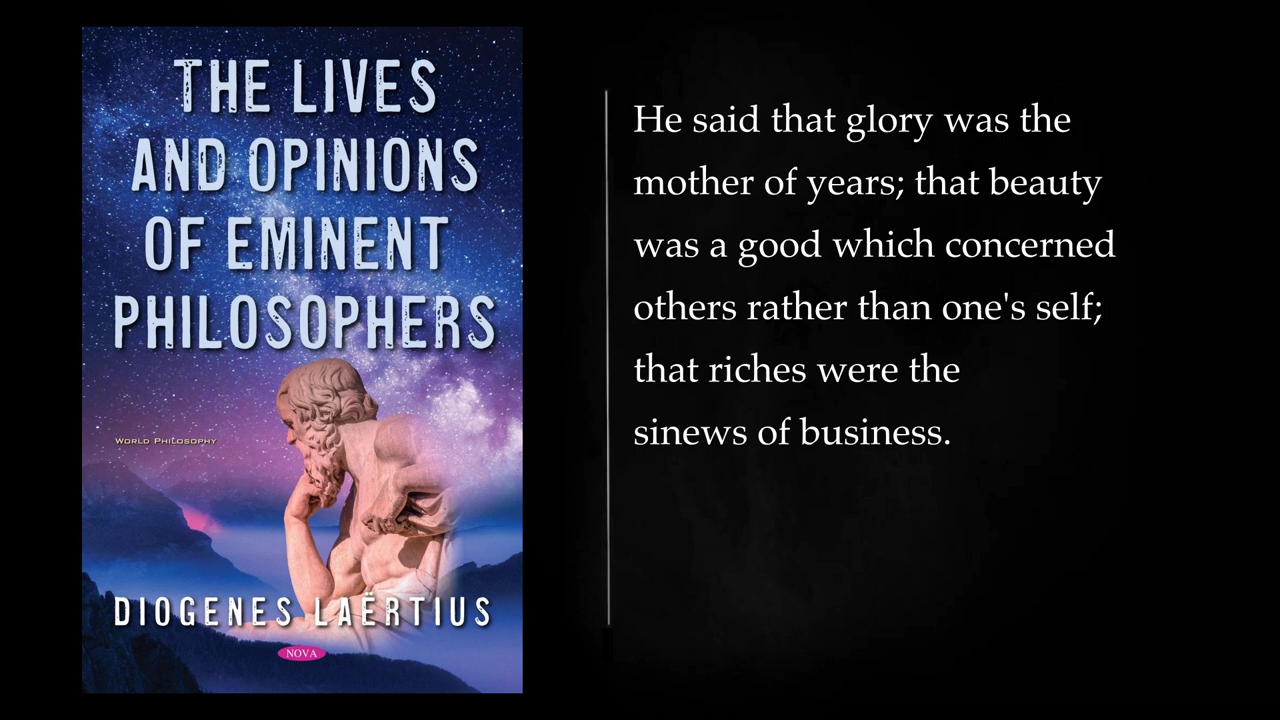 THE LIVES
AND OPINIONS
OF EMINENT
PHILOSOPHERS
WORLD PHILOSOPHY
DIOGENES LAËRTIUS
NOVA
He said that glory was the
mother of years; that beauty
was a good which concerned
others rather than one's self;
that riches were the
sinews of business.